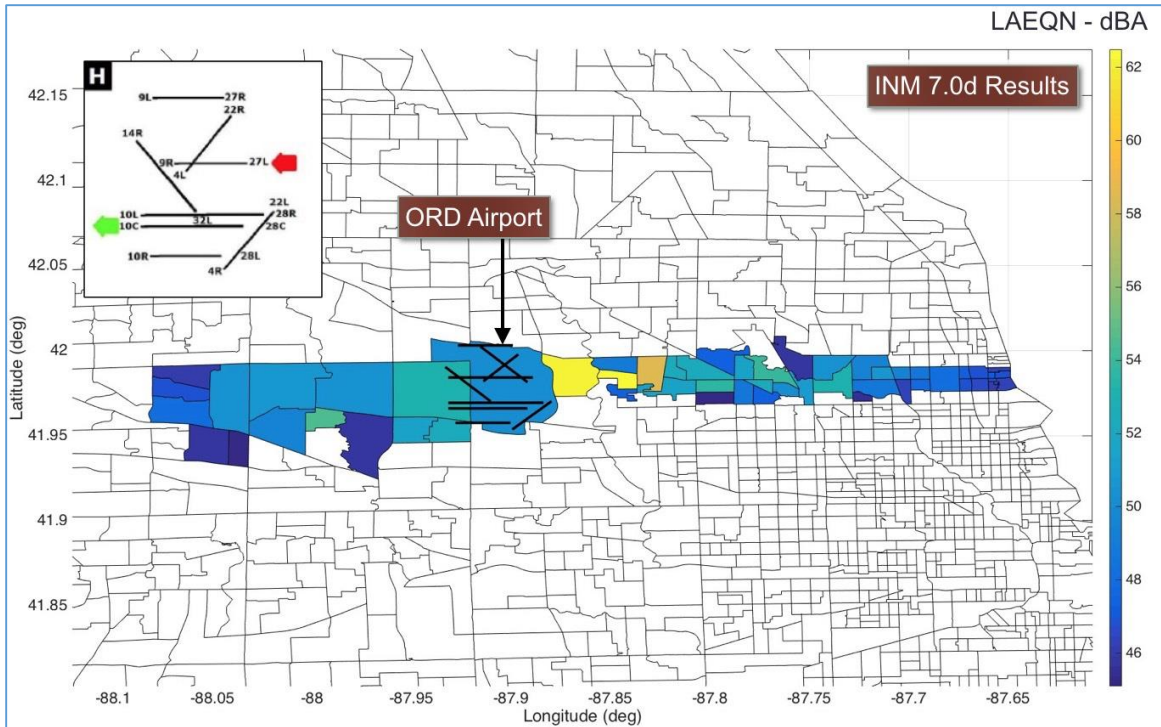 LAEQN - dBA
INM 7.0d Results
H
9L 27R
22R
14R
9R 27L
4L
22L
10L 28R
32L
10C 28C
10R 28L
4R
ORD Airport
62
60
58
56
54
52
50
48
46
42.15
42.1
42.05
42
41.95
41.9
41.85
Latitude (deg)
-88.1 -88.05 -88 -87.95 -87.9 -87.85 -87.8 -87.75 -87.7 -87.65
Longitude (deg)